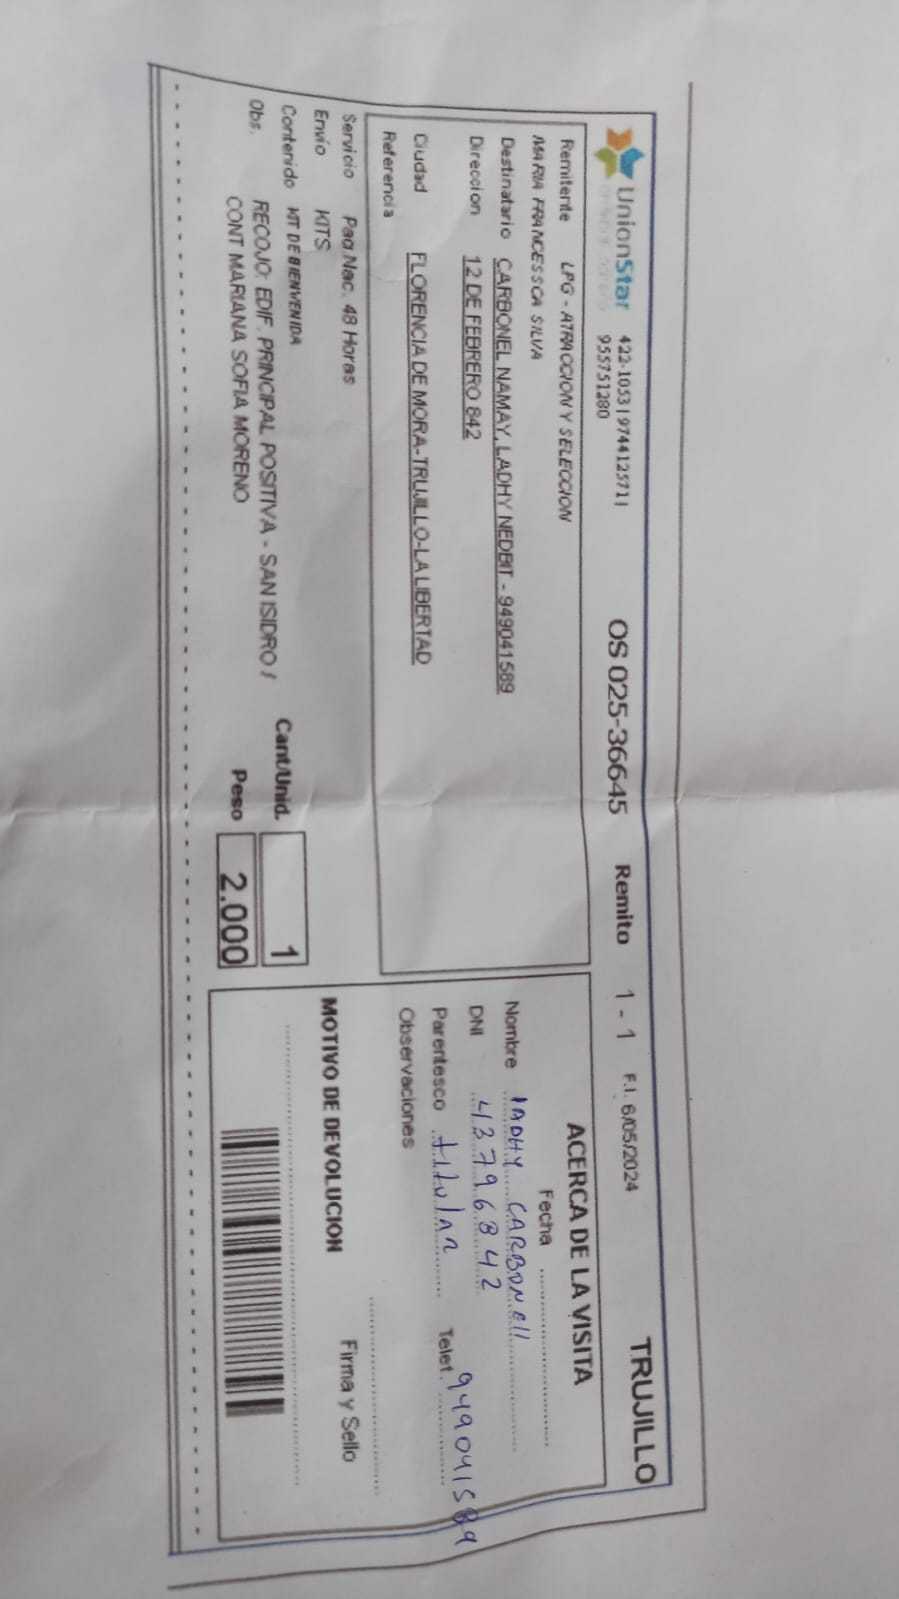 UnionStar
422-1053 | 974412571 |
955751280
OS 025-36645 Remito 1 - 1 F.I. 6/05/2024 TRUJILLO
Remitente LPG - ATRACCION Y SELECCION
MARIA FRANCESSCA SILVA
Destinatario CARBONEL NAMAY, LADHY NEDBIT - 949041589
Direccion 12 DE FEBRERO 842
Ciudad FLORENCIA DE MORA-TRUJILLO-LA LIBERTAD
Referencia
Servicio Paq.Nac. 48 Horas
Envio KITS
Contenido KIT DE BIENVENIDA
Obs. RECOJO: EDIF. PRINCIPAL POSITIVA - SAN ISIDRO /
CONT MARIANA SOFIA MORENO
Cant/Unid. 1
Peso 2.000
ACERCA DE LA VISITA
Fecha
Nombre LADHY CARBONell
DNI 43796842
Parentesco titular Telef. 949041589
Observaciones
MOTIVO DE DEVOLUCION
Firma y Sello